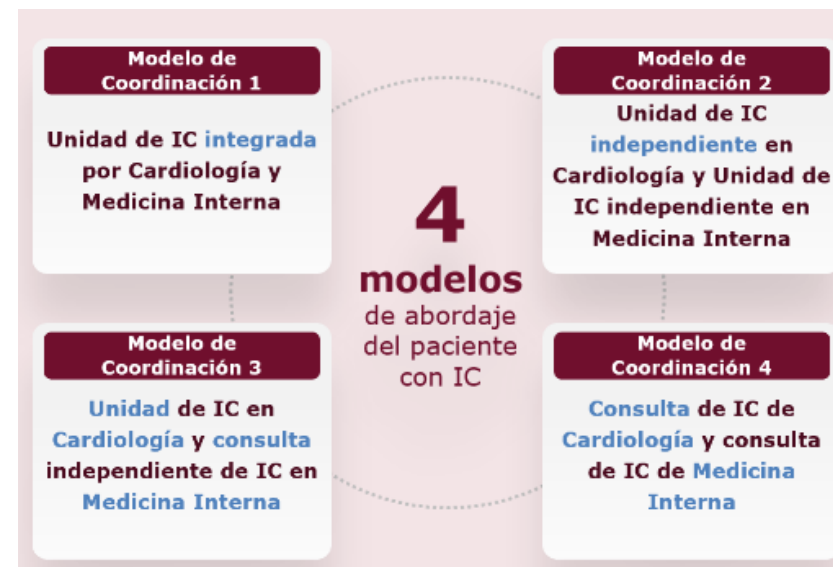 Modelo de
Coordinación 1
Unidad de IC integrada
por Cardiología y
Medicina Interna
Modelo de
Coordinación 2
Unidad de IC
independiente en
Cardiología y Unidad de
IC independiente en
Medicina Interna
4
modelos
de abordaje
del paciente
con IC
Modelo de
Coordinación 3
Unidad de IC en
Cardiología y consulta
independiente de IC en
Medicina Interna
Modelo de
Coordinación 4
Consulta de IC de
Cardiología y consulta
de IC de Medicina
Interna